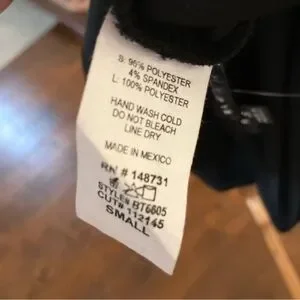 S: 96% POLYESTER
4% SPANDEX
L: 100% POLYESTER
HAND WASH COLD
DO NOT BLEACH
LINE DRY
MADE IN MEXICO
RN # 148731
STYLE# BT6605
CUT# 112145
SMALL